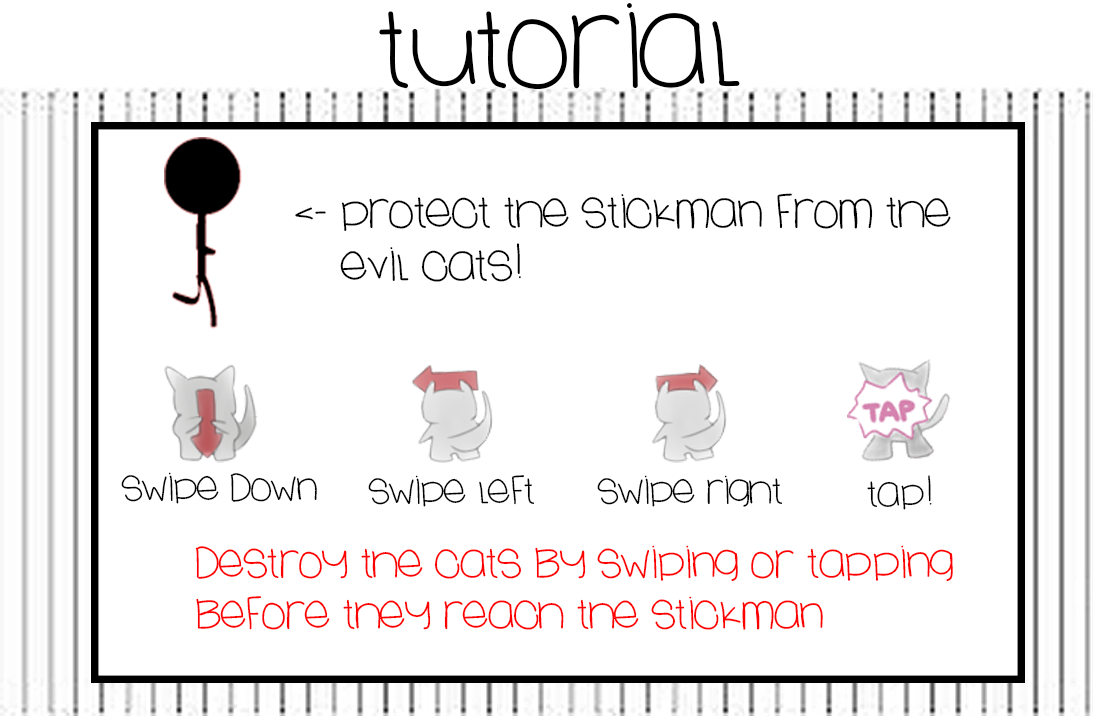 tutorial
<- Protect the stickman from the
evil cats!
TAP
Swipe Down
Swipe Left
Swipe right
tap!
Destroy the cats by swiping or tapping
before they reach the stickman